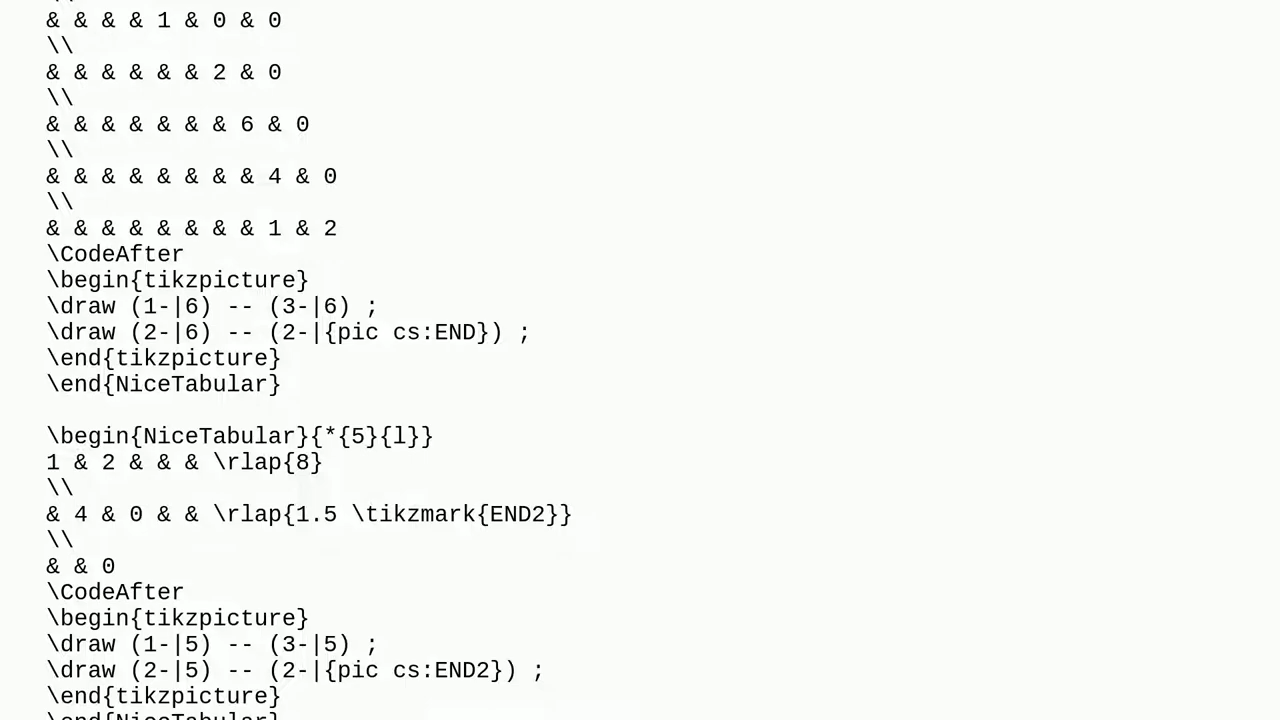 \\
& & & & 1 & 0 & 0
\\
& & & & & & 2 & 0
\\
& & & & & & & 6 & 0
\\
& & & & & & & & 4 & 0
\\
& & & & & & & & 1 & 2
\CodeAfter
\begin{tikzpicture}
\draw (1-|6) -- (3-|6) ;
\draw (2-|6) -- (2-|{pic cs:END}) ;
\end{tikzpicture}
\end{NiceTabular}

\begin{NiceTabular}{*{5}{l}}
1 & 2 & & & \rlap{8}
\\
& 4 & 0 & & \rlap{1.5 \tikzmark{END2}}
\\
& & 0
\CodeAfter
\begin{tikzpicture}
\draw (1-|5) -- (3-|5) ;
\draw (2-|5) -- (2-|{pic cs:END2}) ;
\end{tikzpicture}
\end{NiceTabular}